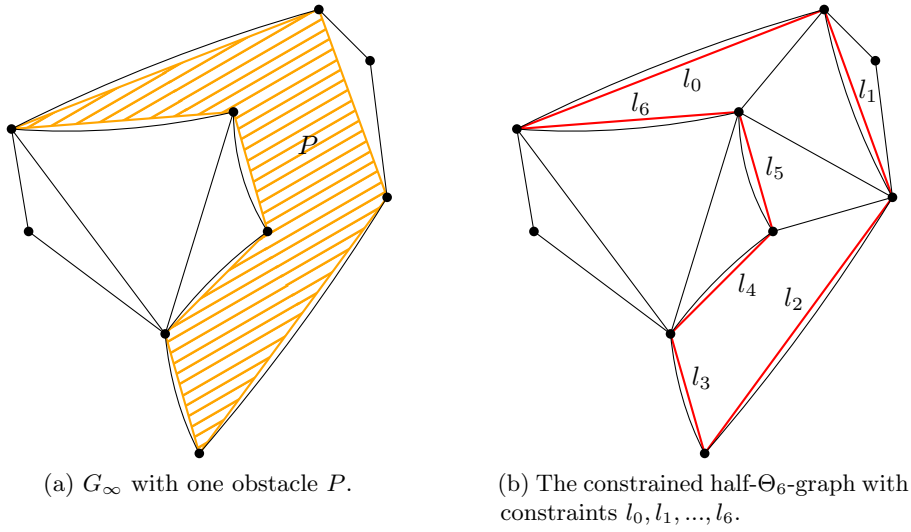 P
l₀
l₁
l₆
l₅
l₄
l₂
l₃
(a) G∞ with one obstacle P.
(b) The constrained half-Θ₆-graph with
constraints l₀, l₁, ..., l₆.